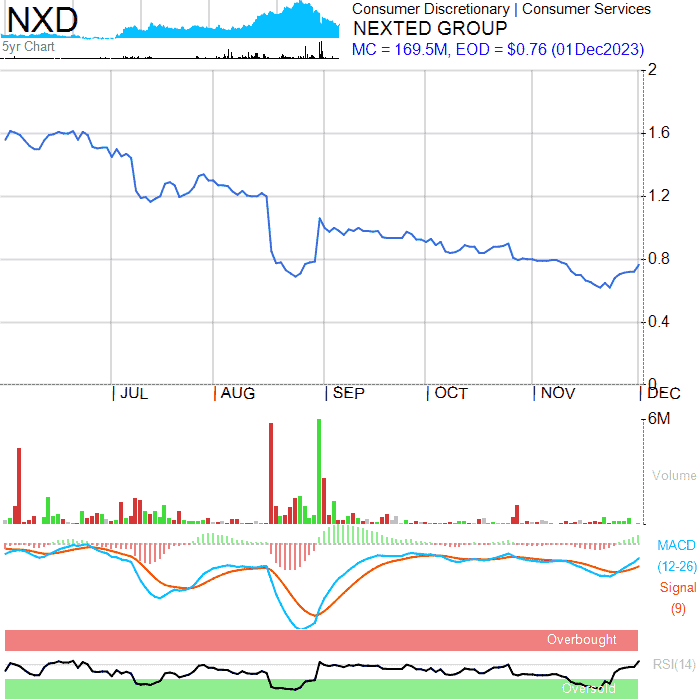 NXD
5yr Chart
Consumer Discretionary | Consumer Services
NEXTED GROUP
MC = 169.5M, EOD = $0.76 (01Dec2023)
2
1.6
1.2
0.8
0.4
0
| JUL | AUG | SEP | OCT | NOV | DEC
6M
Volume
MACD
(12-26)
Signal
(9)
Overbought
RSI(14)
Oversold